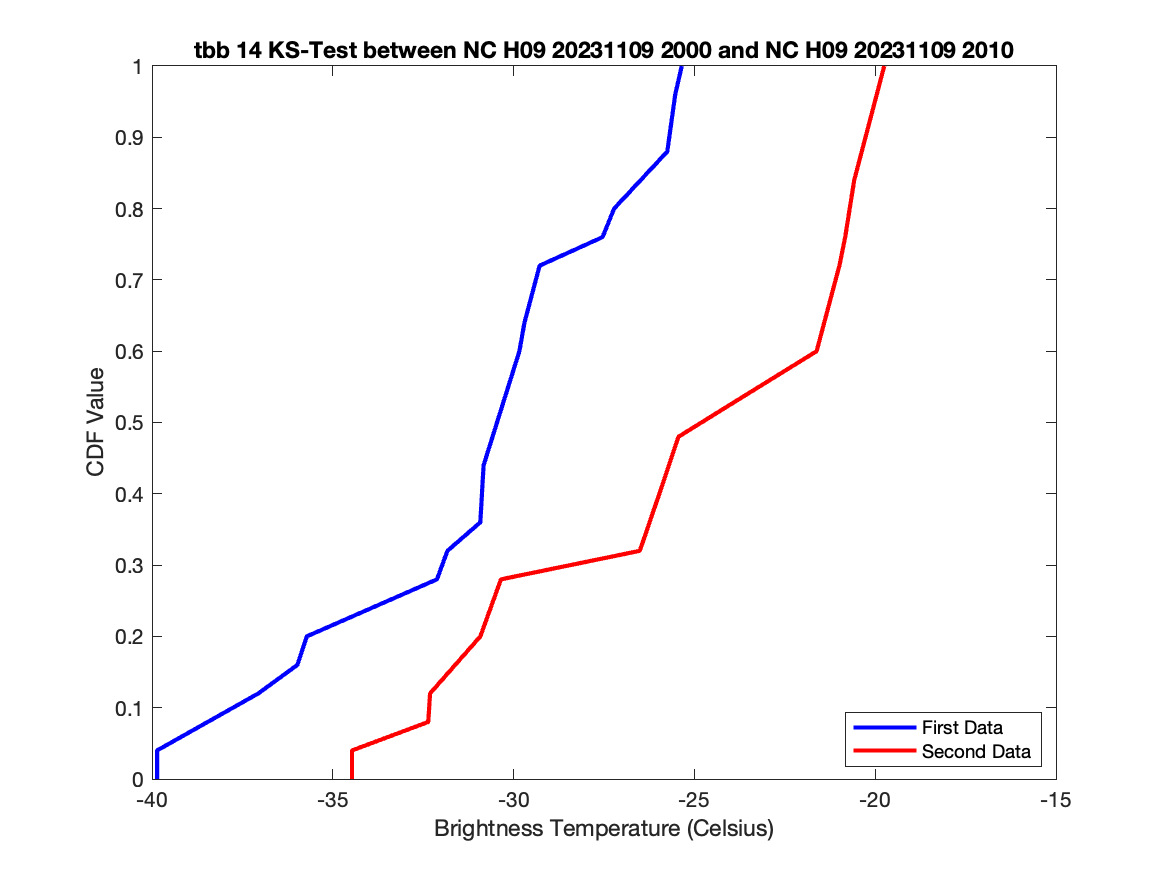 tbb 14 KS-Test between NC H09 20231109 2000 and NC H09 20231109 2010
1
0.9
0.8
0.7
0.6
0.5
0.4
0.3
0.2
0.1
0
CDF Value
First Data
Second Data
-40 -35 -30 -25 -20 -15
Brightness Temperature (Celsius)